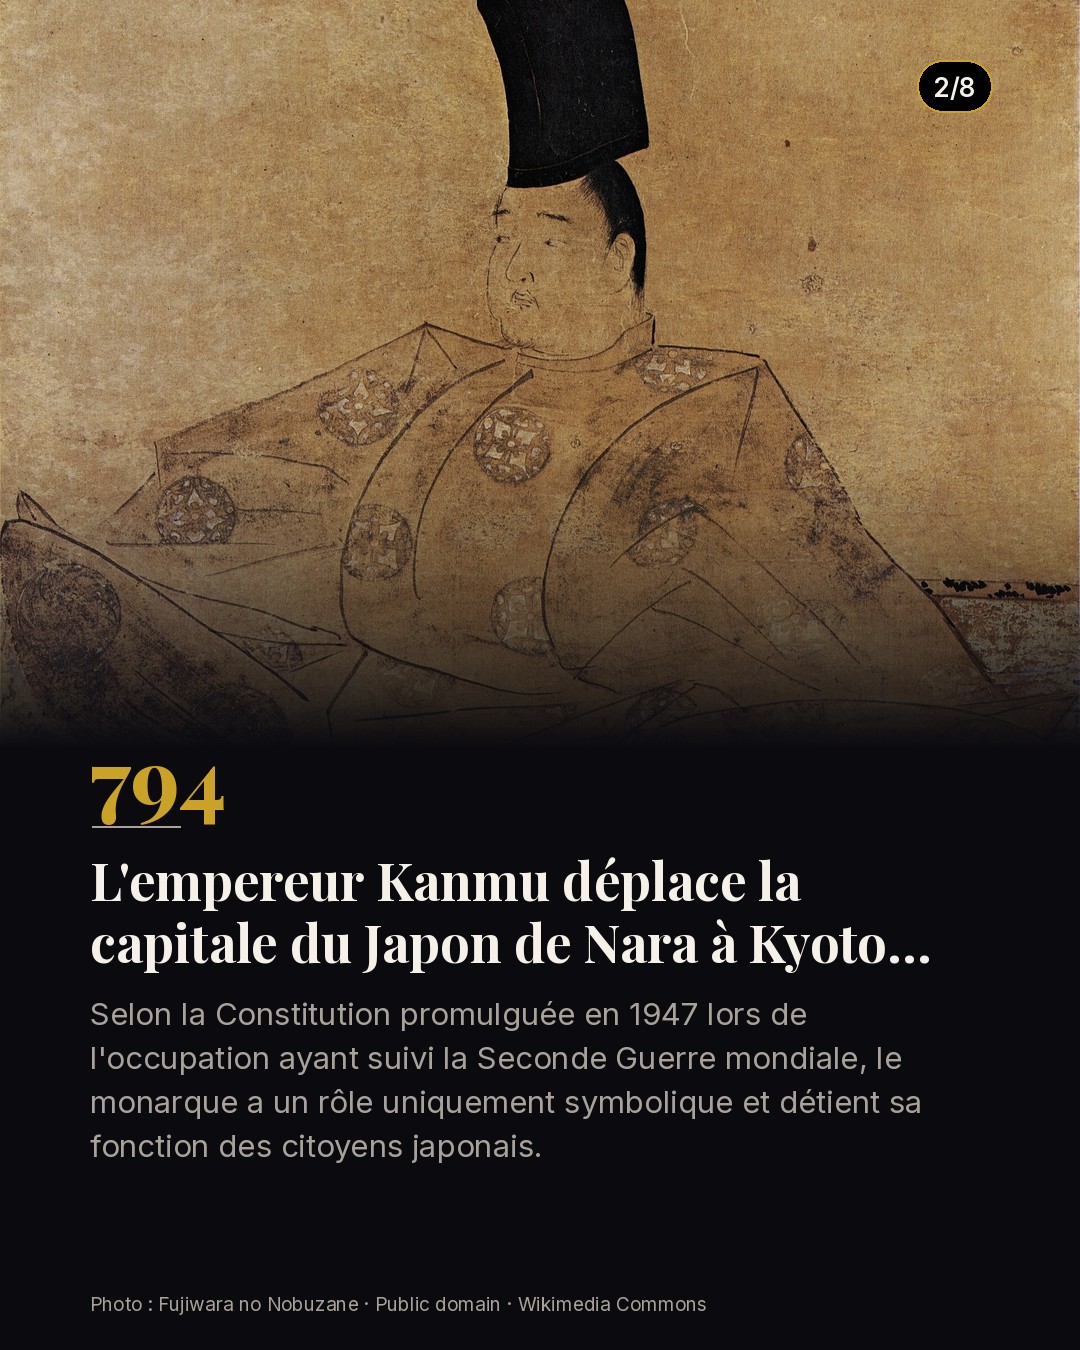 2/8
794
L'empereur Kanmu déplace la
capitale du Japon de Nara à Kyoto...
Selon la Constitution promulguée en 1947 lors de
l'occupation ayant suivi la Seconde Guerre mondiale, le
monarque a un rôle uniquement symbolique et détient sa
fonction des citoyens japonais.
Photo : Fujiwara no Nobuzane · Public domain · Wikimedia Commons